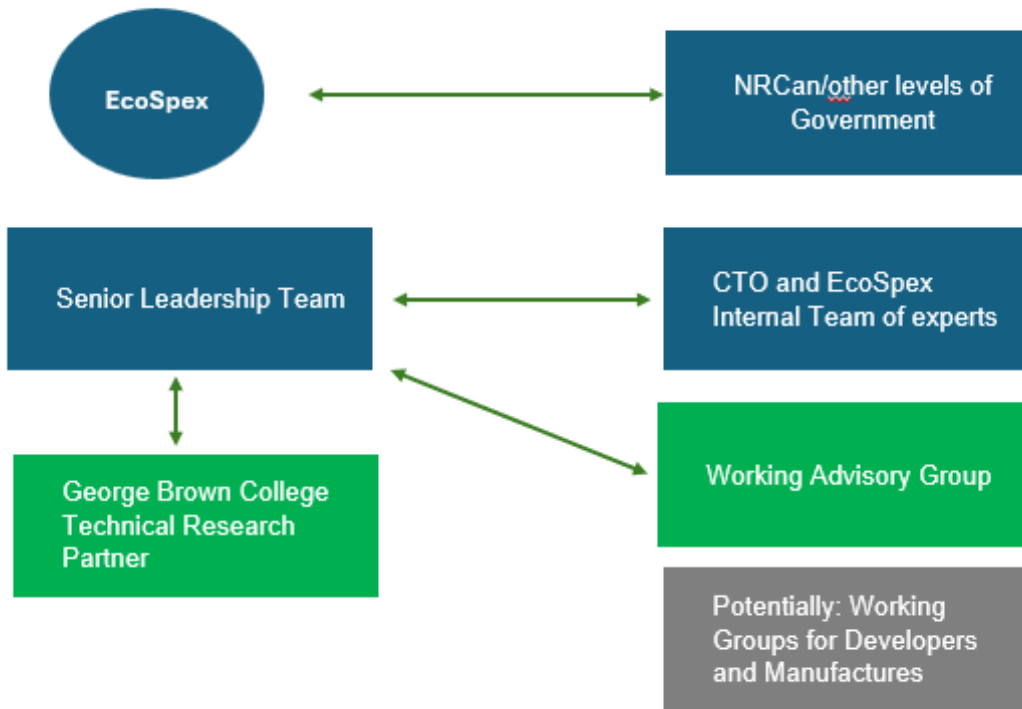 EcoSpex
NRCan/other levels of
Government
Senior Leadership Team
CTO and EcoSpex
Internal Team of experts
George Brown College
Technical Research
Partner
Working Advisory Group
Potentially: Working
Groups for Developers
and Manufactures